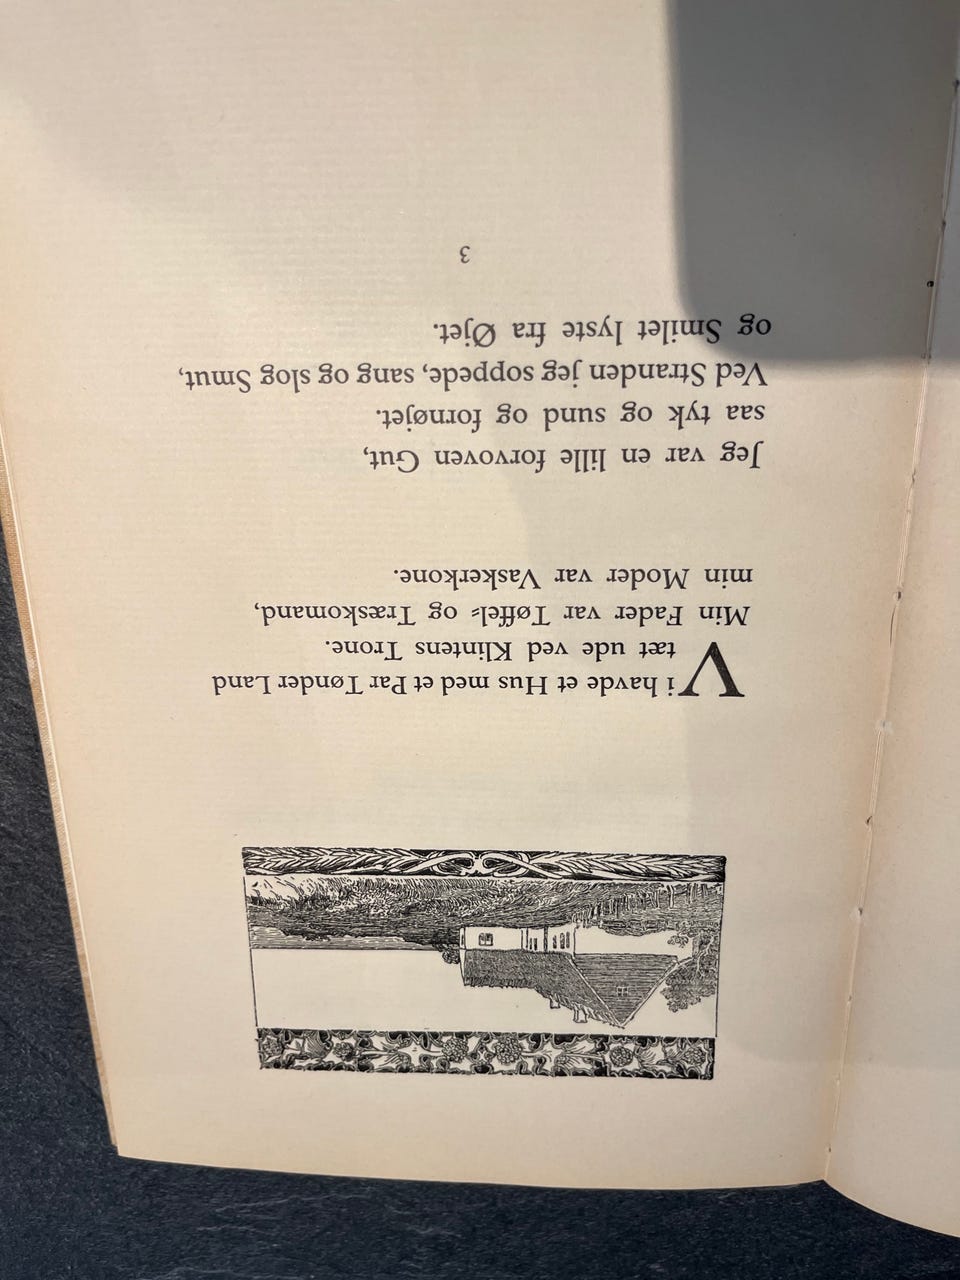 Vi havde et Hus med et Par Tønder Land
tæt ude ved Klintens Trone.
Min Fader var Tøffel- og Træskomand,
min Moder var Vaskerkone.
Jeg var en lille forvoven Gut,
saa tyk og sund og fornøjet.
Ved Stranden jeg soppede, sang og slog Smut,
og Smilet lyste fra Øjet.
3